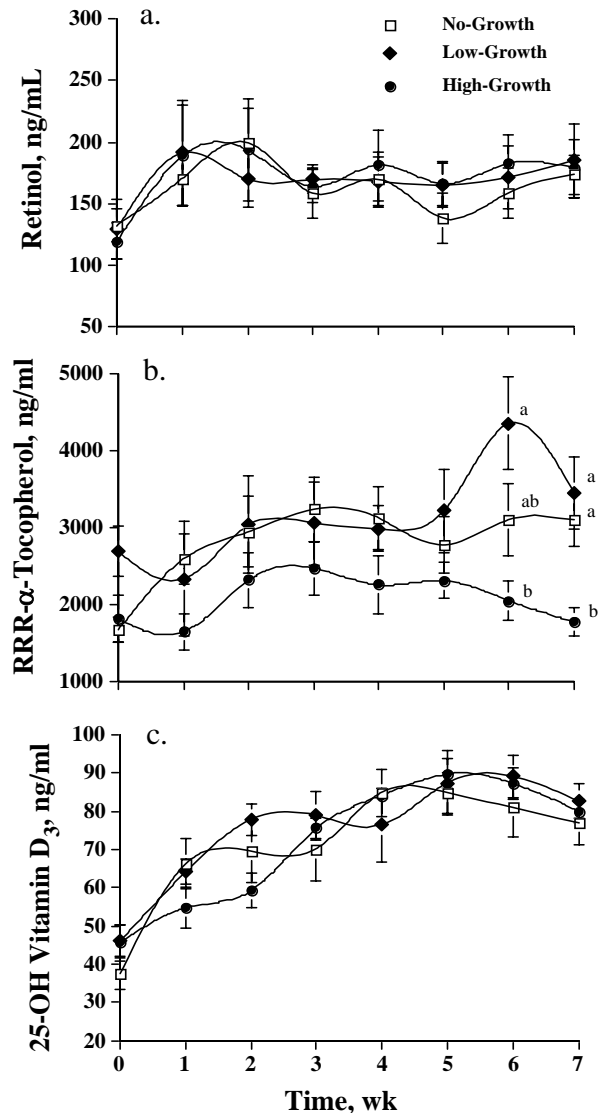 a.
No-Growth
Low-Growth
High-Growth
Retinol, ng/mL
300
250
200
150
100
50
b.
RRR-α-Tocopherol, ng/ml
5000
4000
3000
2000
1000
a
ab
b
a
a
b
c.
25-OH Vitamin D3, ng/ml
100
90
80
70
60
50
40
30
20
0 1 2 3 4 5 6 7
Time, wk